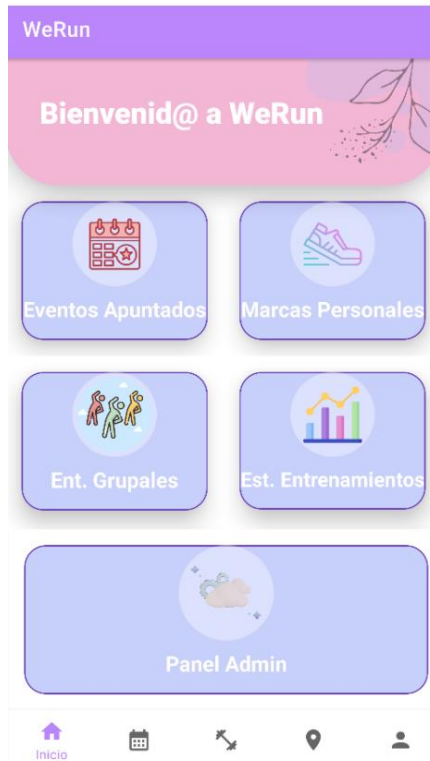 WeRun
Bienvenid@ a WeRun
Eventos Apuntados
Marcas Personales
Ent. Grupales
Est. Entrenamientos
Panel Admin
Inicio